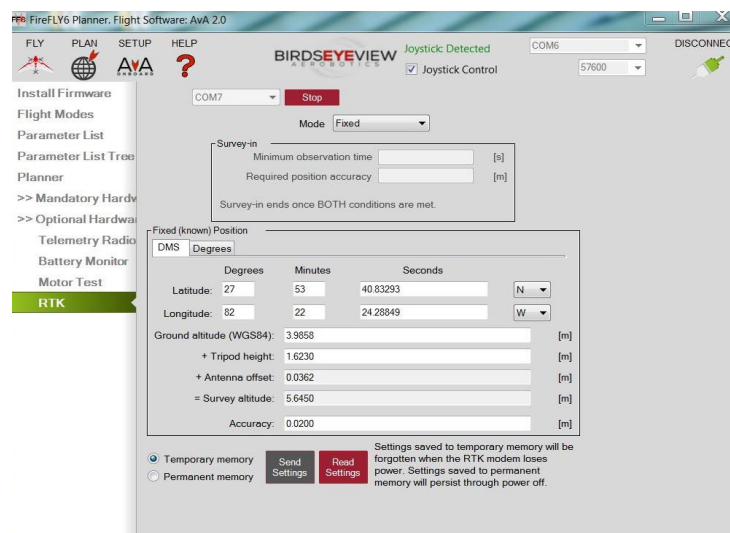 FireFLY6 Planner. Flight Software: AvA 2.0
FLY PLAN SETUP HELP
AVA
ONBOARD
BIRDSEYEVIEW
AEROBOTICS
Joystick Detected
Joystick Control
COM6
57600
DISCONNEC
Install Firmware
Flight Modes
Parameter List
Parameter List Tree
Planner
>> Mandatory Hardw
>> Optional Hardwa
Telemetry Radio
Battery Monitor
Motor Test
RTK
COM7 Stop
Mode Fixed
Survey-in
Minimum observation time [s]
Required position accuracy [m]
Survey-in ends once BOTH conditions are met.
Fixed (known) Position
DMS Degrees
Degrees Minutes Seconds
Latitude: 27 53 40.83293 N
Longitude: 82 22 24.28849 W
Ground altitude (WGS84): 3.9858 [m]
+ Tripod height: 1.6230 [m]
+ Antenna offset: 0.0362 [m]
= Survey altitude: 5.6450 [m]
Accuracy: 0.0200 [m]
Temporary memory
Permanent memory
Send
Settings
Read
Settings
Settings saved to temporary memory will be
forgotten when the RTK modem loses
power. Settings saved to permanent
memory will persist through power off.